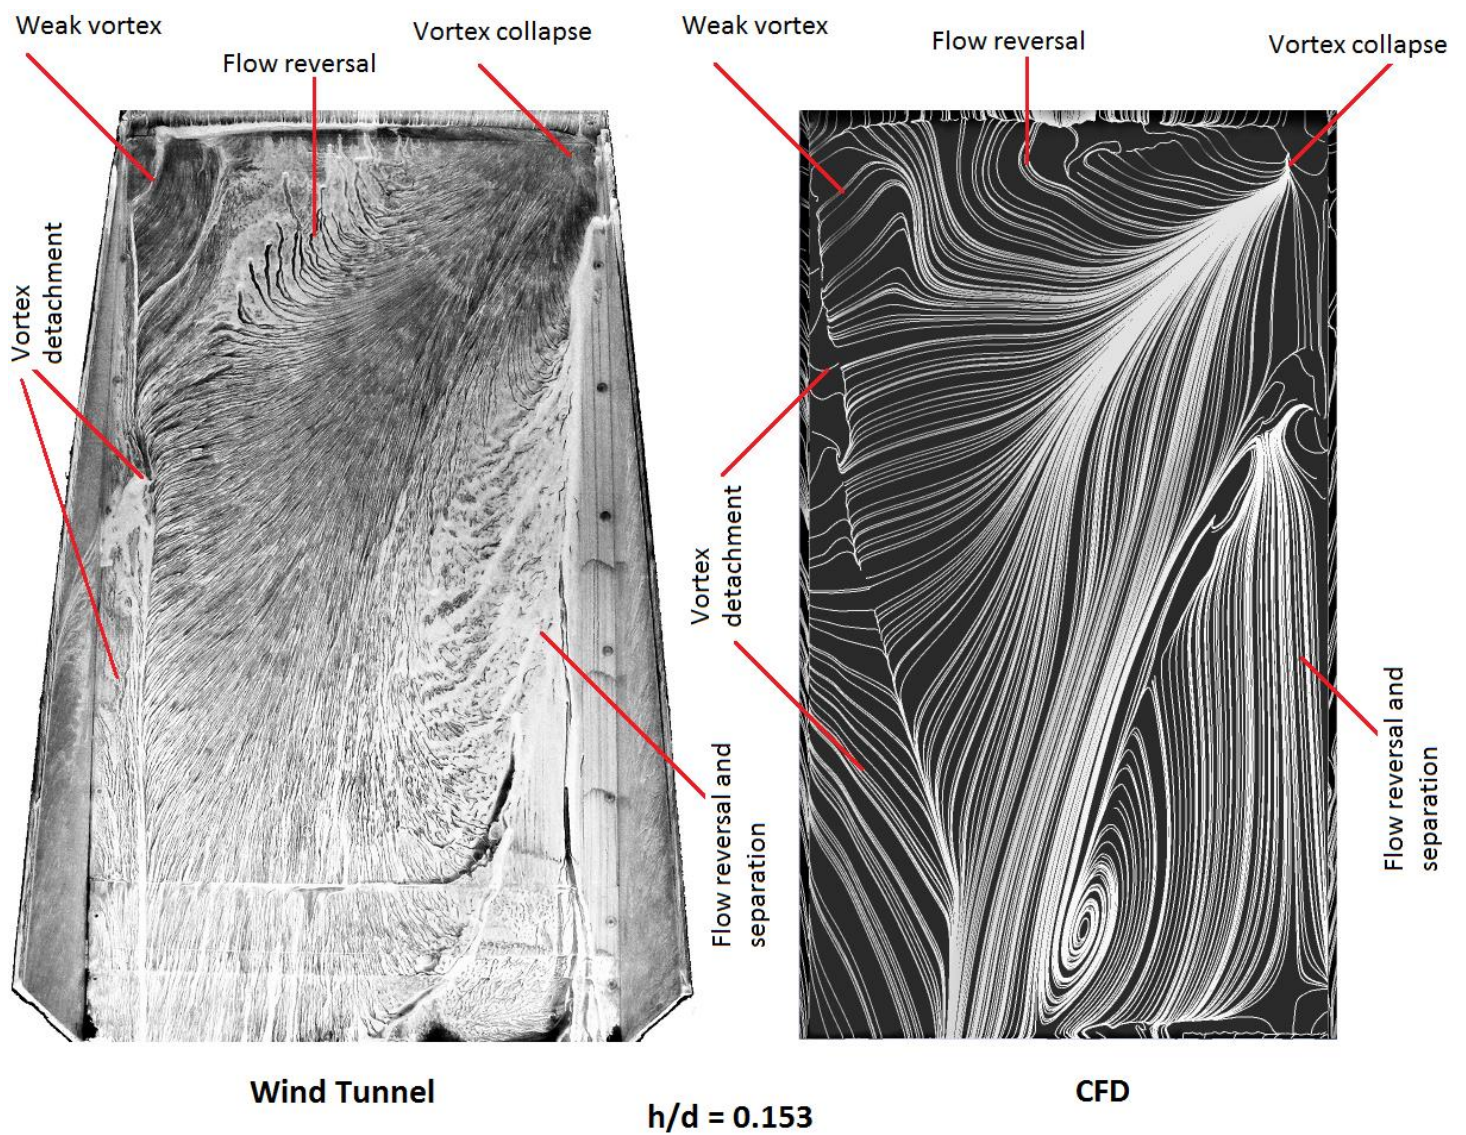 Weak vortex
Flow reversal
Vortex collapse
Weak vortex
Flow reversal
Vortex collapse
Vortex
detachment
Vortex
detachment
Flow reversal and
separation
Flow reversal and
separation
Wind Tunnel
CFD
h/d = 0.153